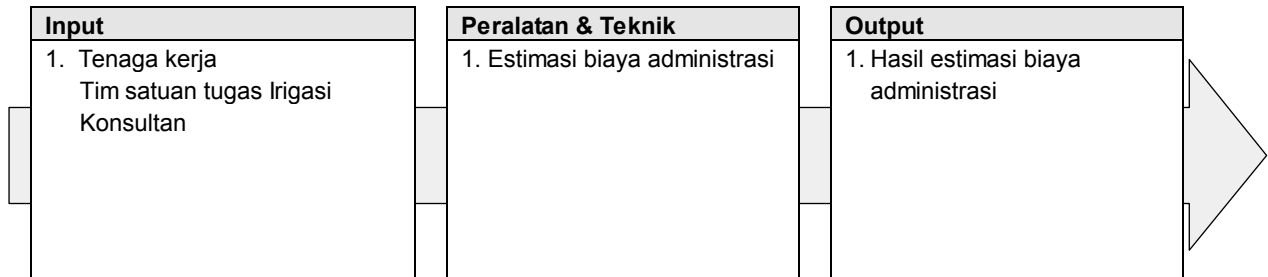 Input
1. Tenaga kerja
Tim satuan tugas Irigasi
Konsultan
Peralatan & Teknik
1. Estimasi biaya administrasi
Output
1. Hasil estimasi biaya
administrasi